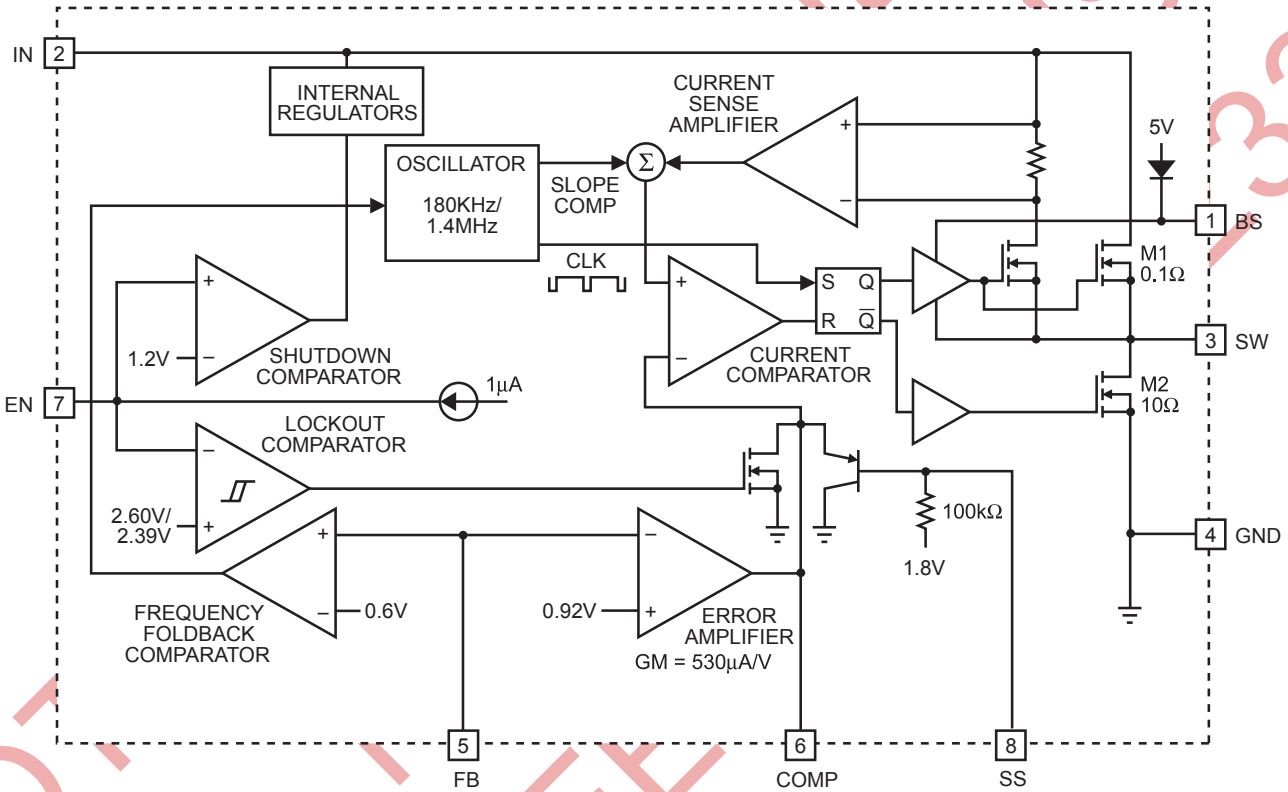 IN 2
INTERNAL
REGULATORS
CURRENT
SENSE
AMPLIFIER
+
−
OSCILLATOR
180KHz/
1.4MHz
SLOPE
COMP
Σ
5V
1 BS
CLK
M1
0.1Ω
+
−
1.2V
SHUTDOWN
COMPARATOR
+
−
CURRENT
COMPARATOR
S Q
R Q̅
3 SW
EN 7
1μA
M2
10Ω
LOCKOUT
COMPARATOR
−
+
2.60V/
2.39V
100kΩ
1.8V
4 GND
+
−
0.6V
FREQUENCY
FOLDBACK
COMPARATOR
−
+
0.92V
ERROR
AMPLIFIER
GM = 530μA/V
5
FB
6
COMP
8
SS